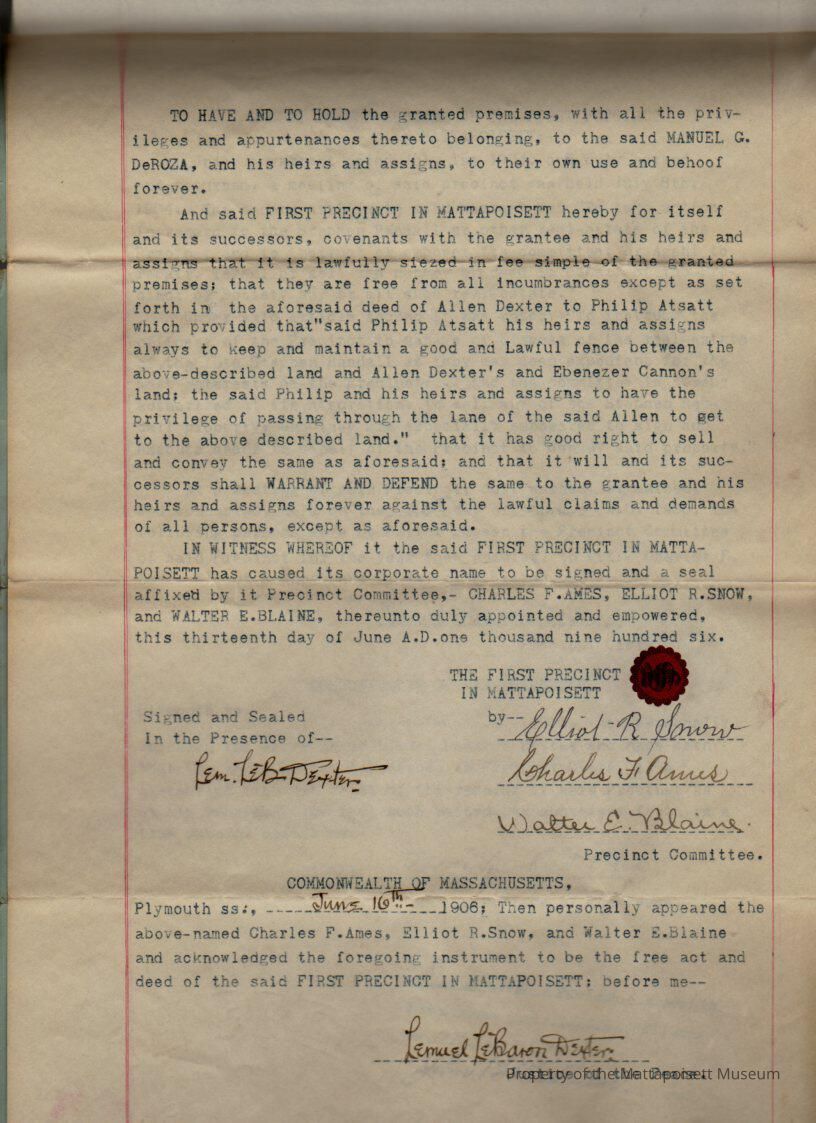 TO HAVE AND TO HOLD the granted premises, with all the priv-
ileges and appurtenances thereto belonging, to the said MANUEL G.
DeROZA, and his heirs and assigns, to their own use and behoof
forever.
And said FIRST PRECINCT IN MATTAPOISETT hereby for itself
and its successors, covenants with the grantee and his heirs and
assigns that it is lawfully siezed in fee simple of the granted
premises; that they are free from all incumbrances except as set
forth in the aforesaid deed of Allen Dexter to Philip Atsatt
which provided that"said Philip Atsatt his heirs and assigns
always to keep and maintain a good and Lawful fence between the
above-described land and Allen Dexter's and Ebenezer Cannon's
land; the said Philip and his heirs and assigns to have the
privilege of passing through the lane of the said Allen to get
to the above described land." that it has good right to sell
and convey the same as aforesaid; and that it will and its suc-
cessors shall WARRANT AND DEFEND the same to the grantee and his
heirs and assigns forever against the lawful claims and demands
of all persons, except as aforesaid.
IN WITNESS WHEREOF it the said FIRST PRECINCT IN MATTA-
POISETT has caused its corporate name to be signed and a seal
affixed by it Precinct Committee,- CHARLES F.AMES, ELLIOT R.SNOW,
and WALTER E.BLAINE, thereunto duly appointed and empowered,
this thirteenth day of June A.D.one thousand nine hundred six.
THE FIRST PRECINCT
IN MATTAPOISETT
Signed and Sealed by-- Elliot R Snow
In the Presence of--
Lem. LeB. Dexter. Charles F. Ames
Walter E. Blaine.
Precinct Committee.
COMMONWEALTH OF MASSACHUSETTS,
Plymouth ss:, June 16th 1906; Then personally appeared the
above-named Charles F.Ames, Elliot R.Snow, and Walter E.Blaine
and acknowledged the foregoing instrument to be the free act and
deed of the said FIRST PRECINCT IN MATTAPOISETT; before me--
Lemuel LeBaron Dexter.
Justice of the Peace.
Property of the Mattapoisett Museum